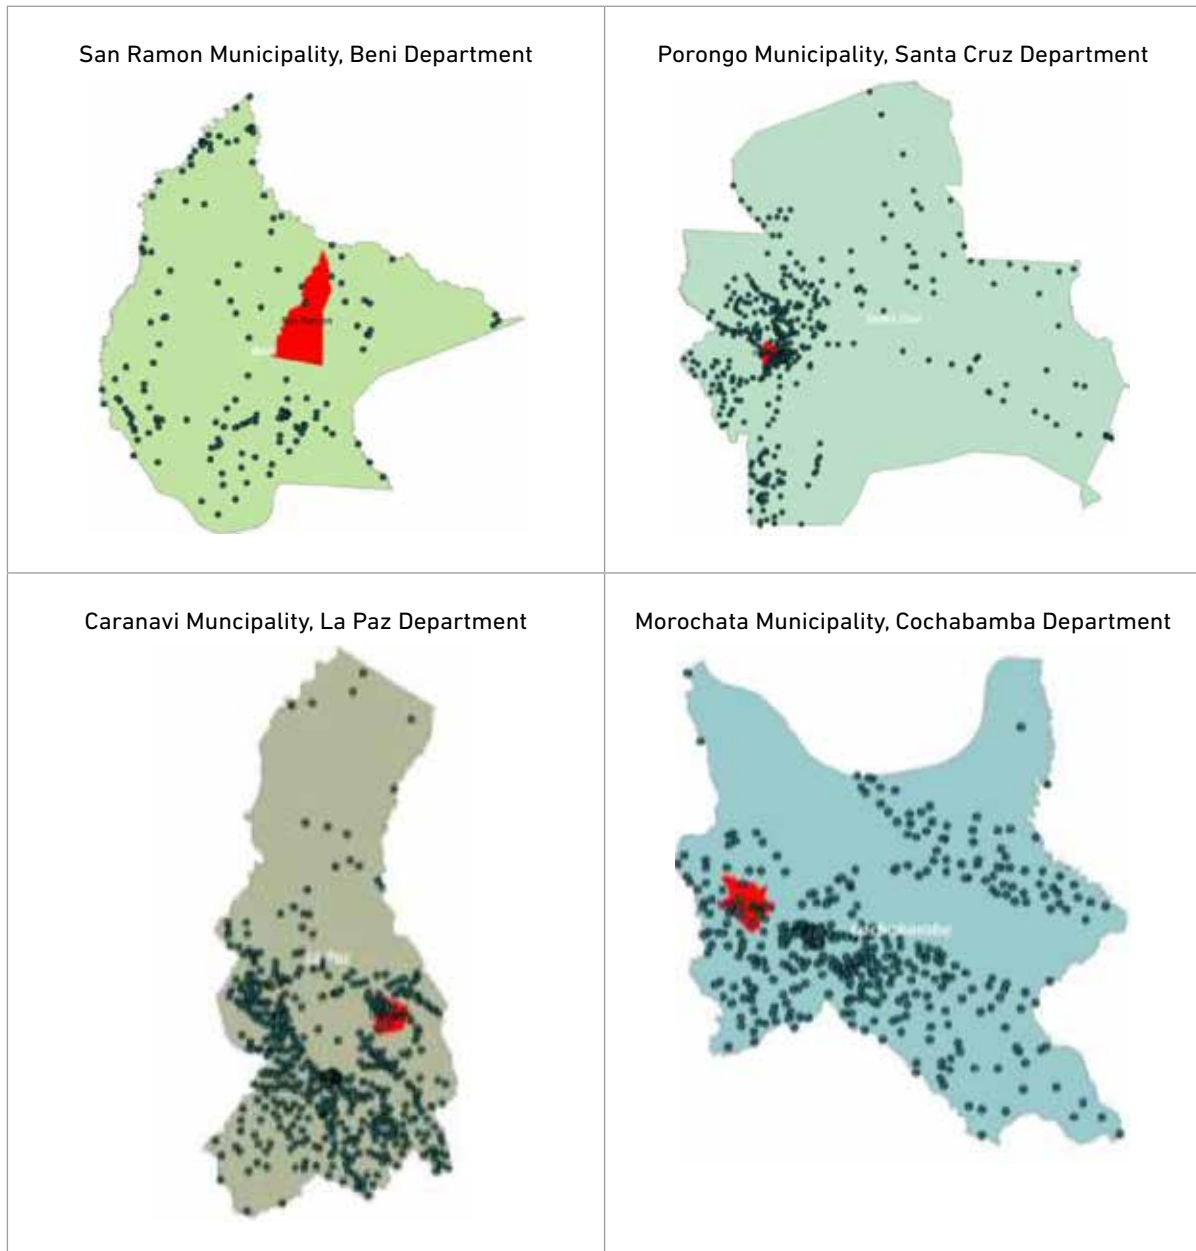 San Ramon Municipality, Beni Department
Porongo Municipality, Santa Cruz Department
Caranavi Muncipality, La Paz Department
Morochata Municipality, Cochabamba Department
La Paz
Cochabamba